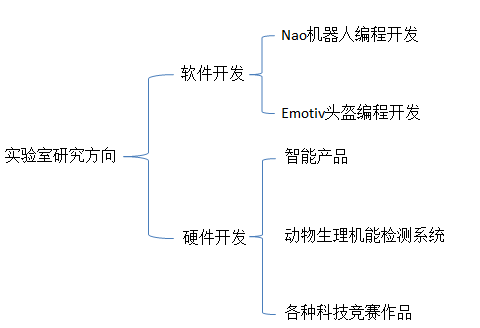 实验室研究方向
软件开发
Nao机器人编程开发
Emotiv头盔编程开发
硬件开发
智能产品
动物生理机能检测系统
各种科技竞赛作品